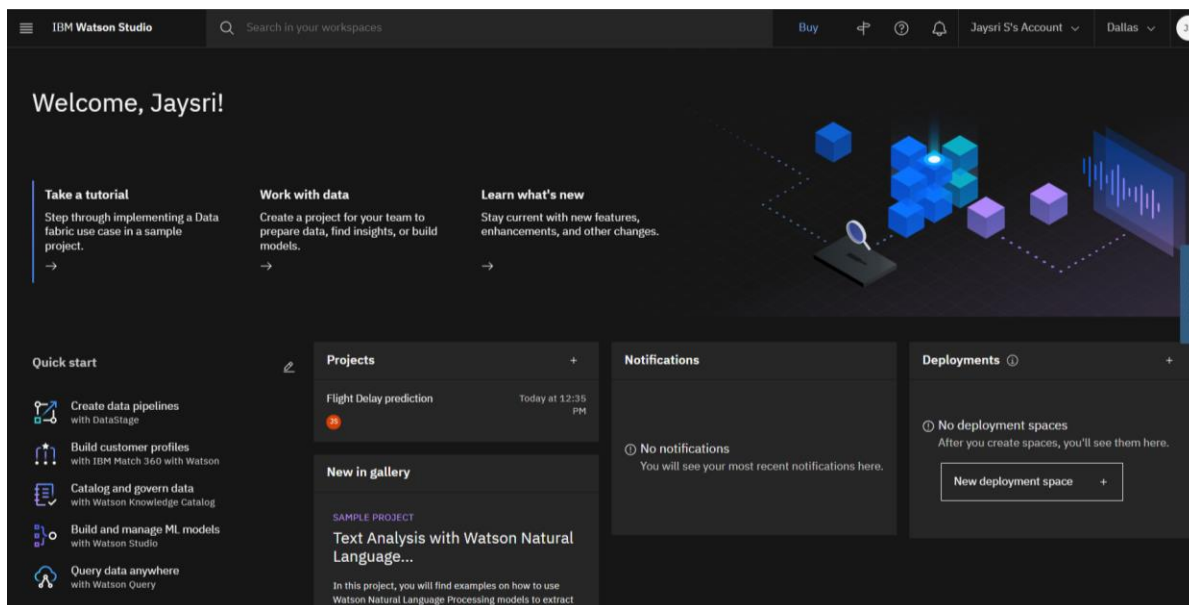 IBM Watson Studio
Search in your workspaces
Buy
Jaysri S's Account
Dallas
J
Welcome, Jaysri!
Take a tutorial
Step through implementing a Data
fabric use case in a sample
project.
Work with data
Create a project for your team to
prepare data, find insights, or build
models.
Learn what's new
Stay current with new features,
enhancements, and other changes.
Quick start
Create data pipelines
with DataStage
Build customer profiles
with IBM Match 360 with Watson
Catalog and govern data
with Watson Knowledge Catalog
Build and manage ML models
with Watson Studio
Query data anywhere
with Watson Query
Projects
Flight Delay prediction
Today at 12:35
PM
JS
New in gallery
SAMPLE PROJECT
Text Analysis with Watson Natural
Language...
In this project, you will find examples on how to use
Watson Natural Language Processing models to extract
Notifications
No notifications
You will see your most recent notifications here.
Deployments
No deployment spaces
After you create spaces, you'll see them here.
New deployment space +